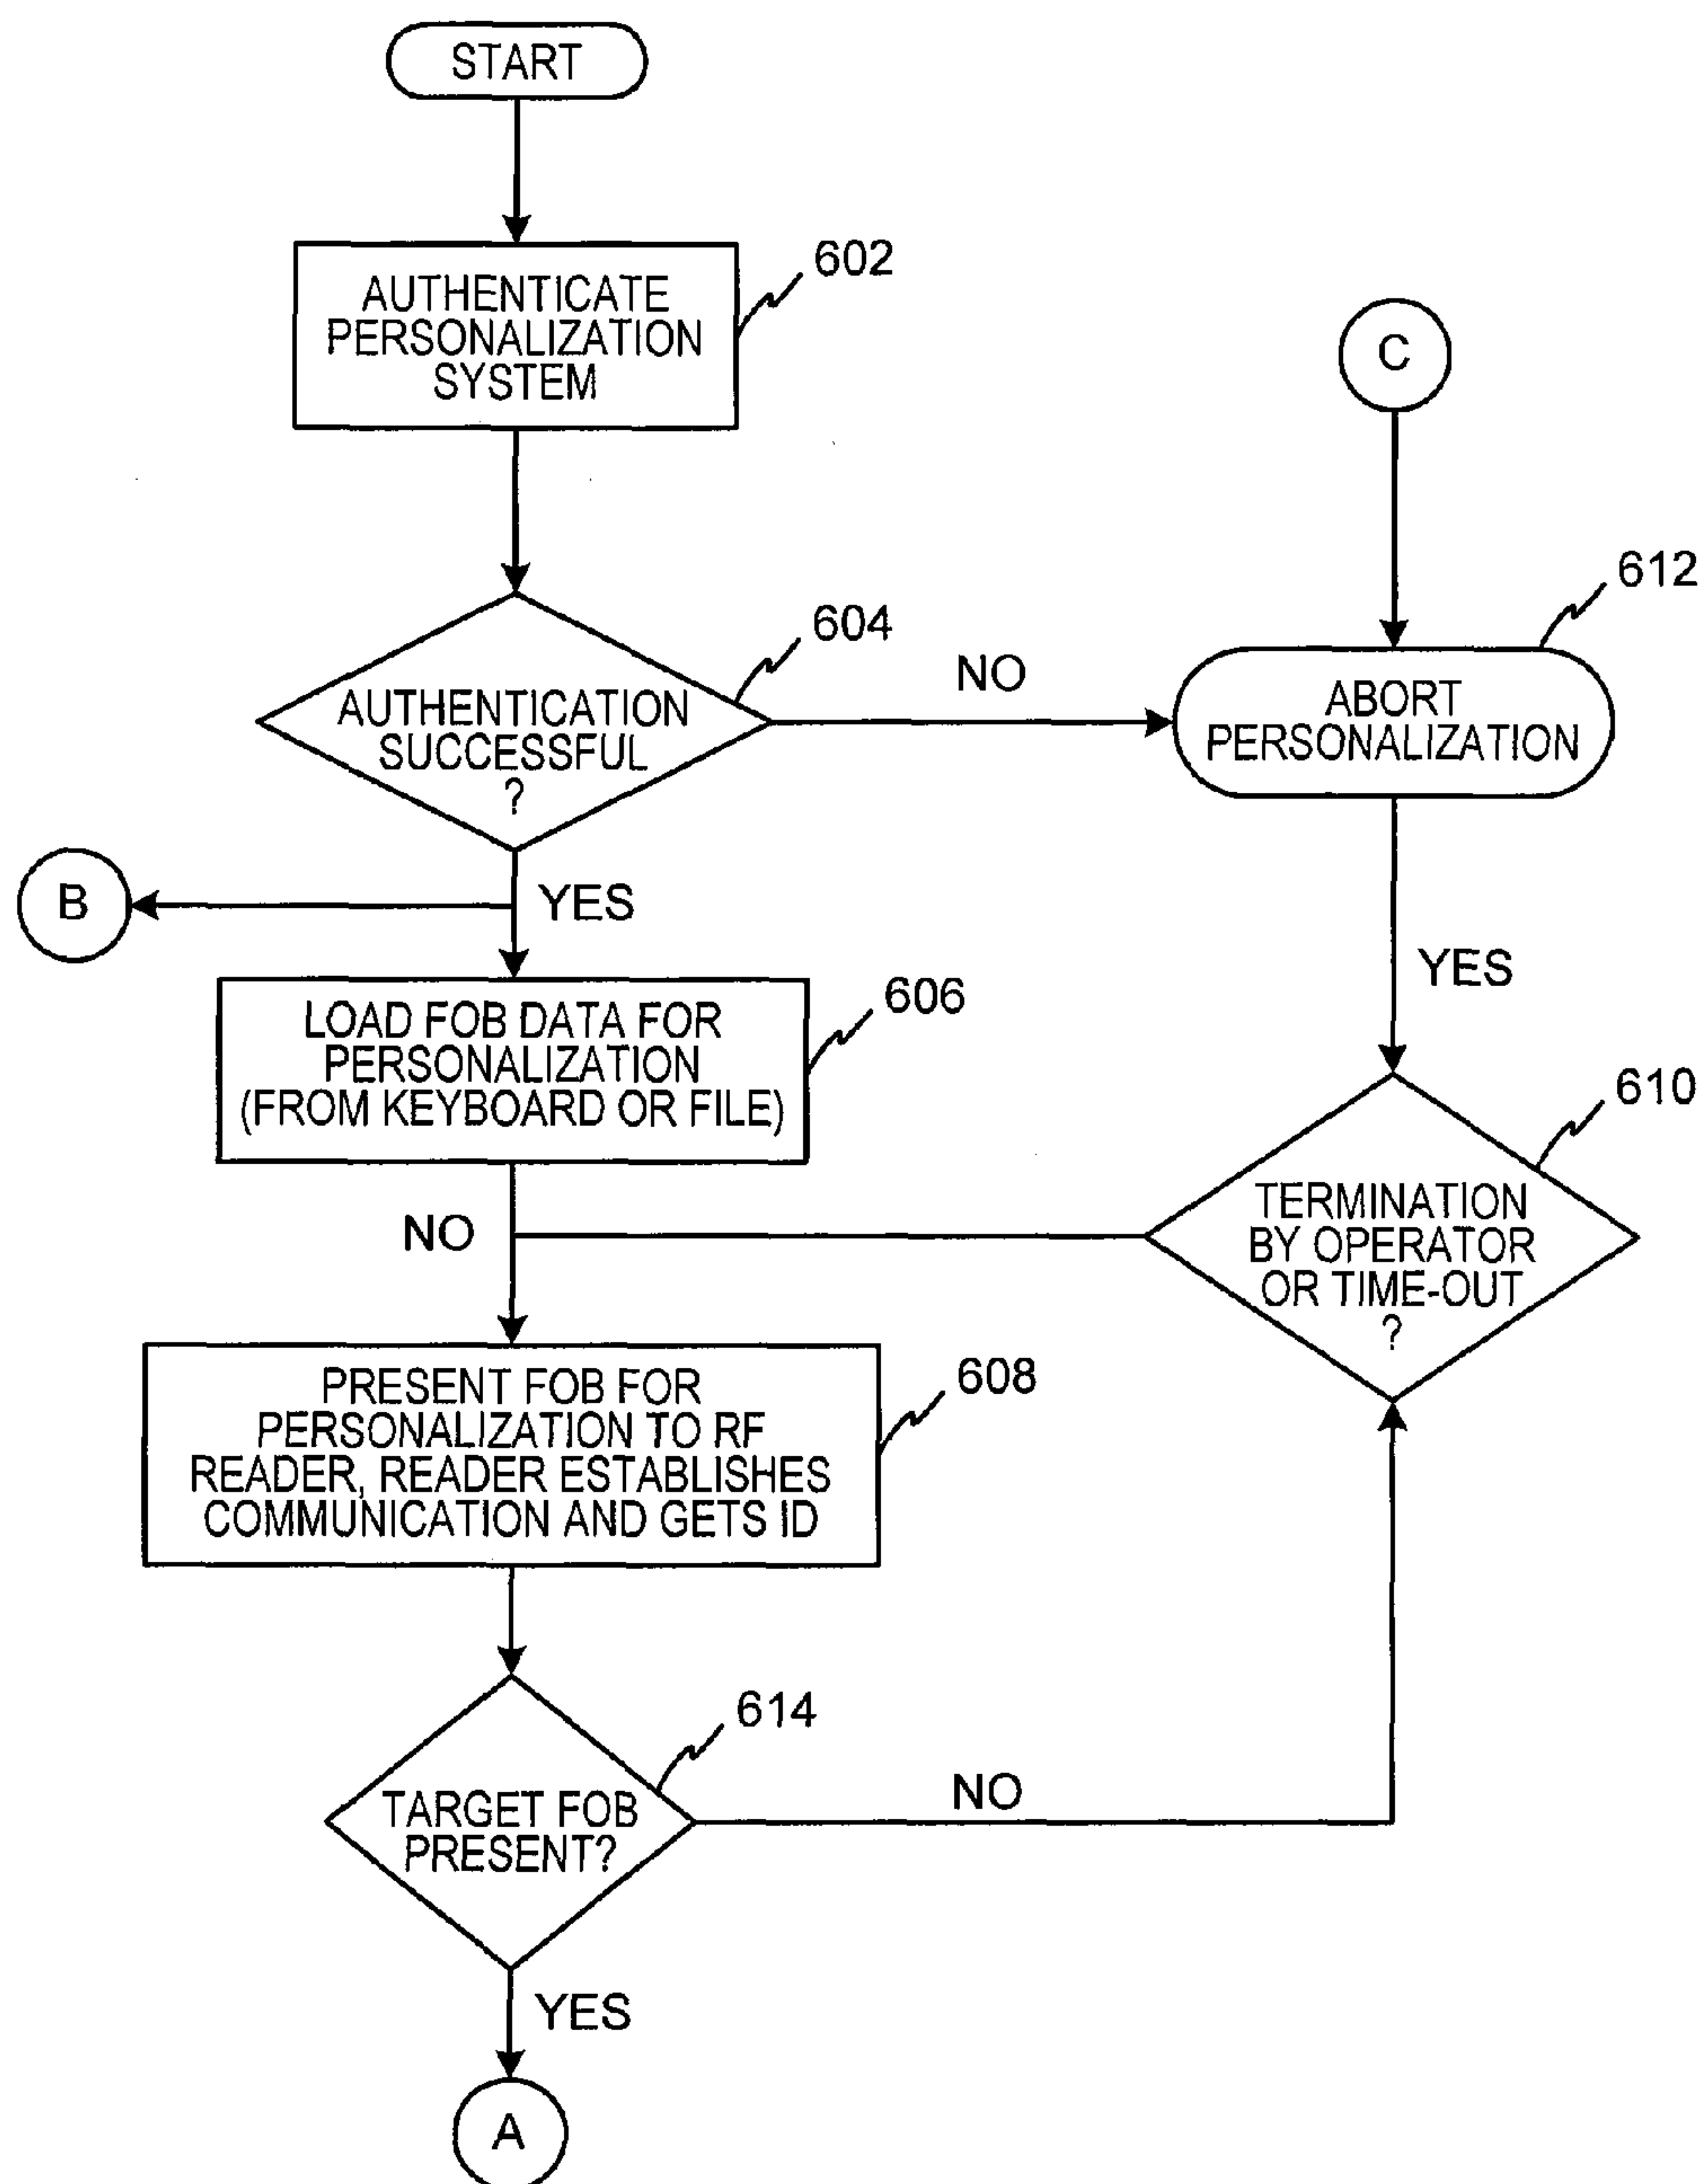 START
602
AUTHENTICATE
PERSONALIZATION
SYSTEM
C
612
604
NO
AUTHENTICATION
SUCCESSFUL
?
ABORT
PERSONALIZATION
B
YES
YES
606
LOAD FOB DATA FOR
PERSONALIZATION
(FROM KEYBOARD OR FILE)
610
NO
TERMINATION
BY OPERATOR
OR TIME-OUT
?
608
PRESENT FOB FOR
PERSONALIZATION TO RF
READER, READER ESTABLISHES
COMMUNICATION AND GETS ID
614
NO
TARGET FOB
PRESENT?
YES
A